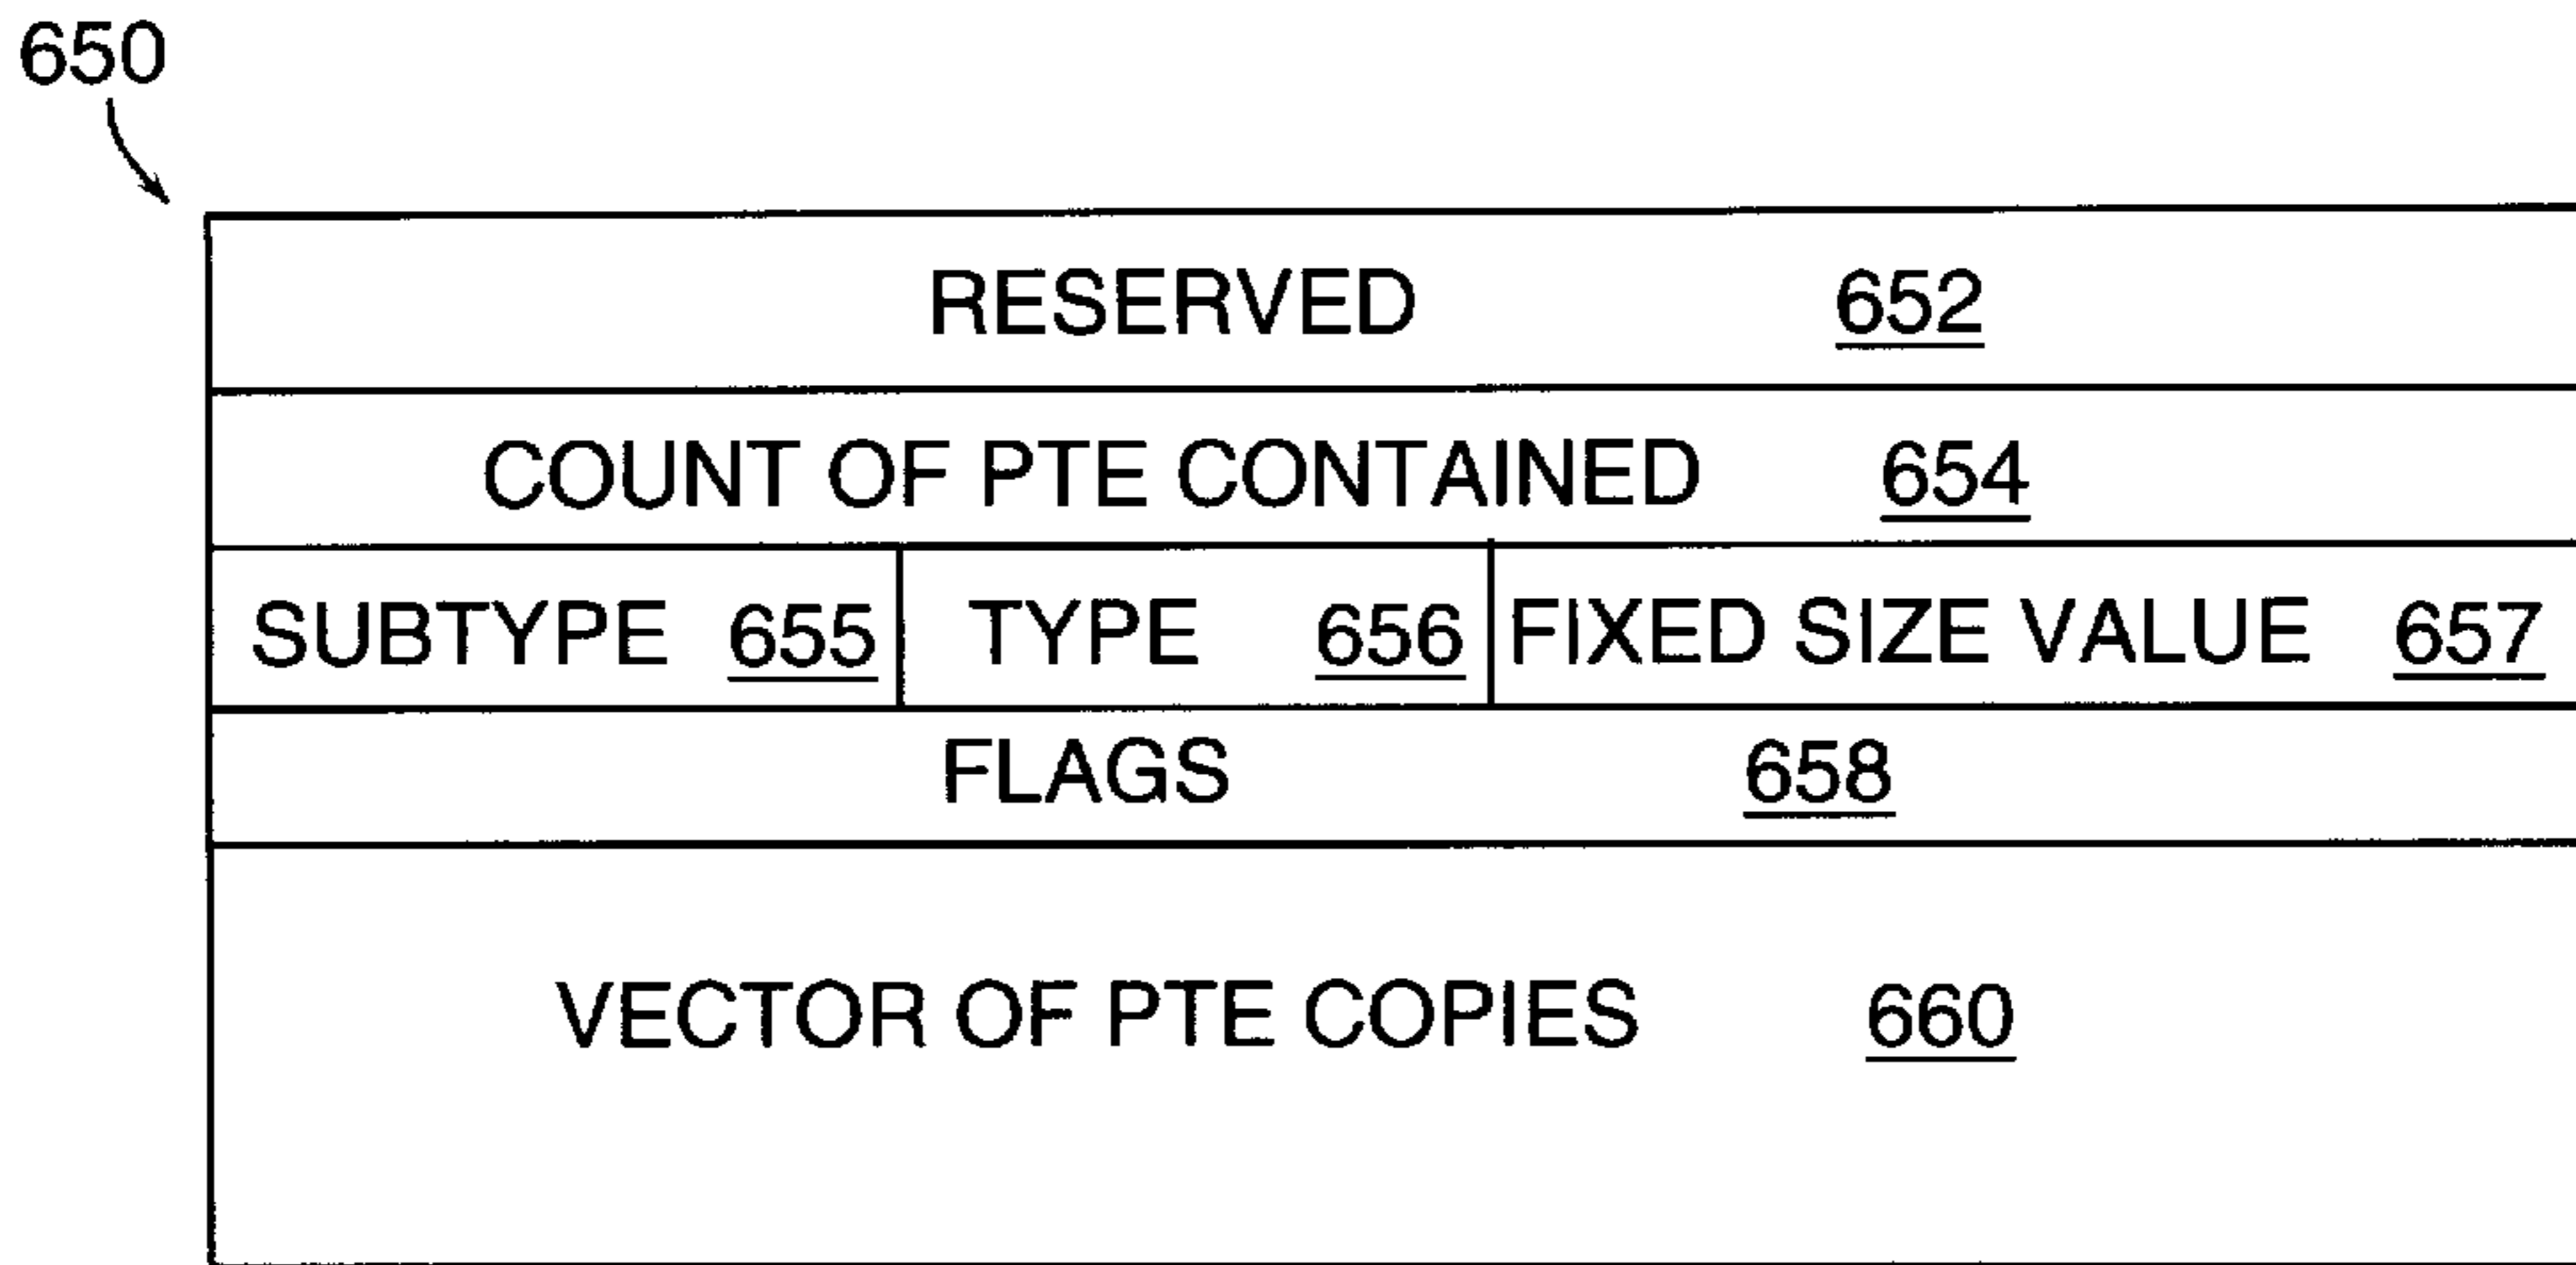 650
RESERVED 652
COUNT OF PTE CONTAINED 654
SUBTYPE 655 TYPE 656 FIXED SIZE VALUE 657
FLAGS 658
VECTOR OF PTE COPIES 660